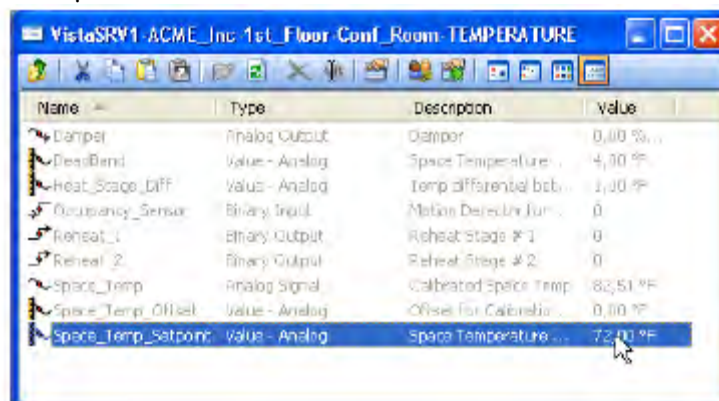 VistaSRV1-ACME_Inc-1st_Floor-Conf_Room-TEMPERATURE
Name Type Description Value
Damper Analog Output Damper 0,00 %...
DeadBand Value - Analog Space Temperature ... 4,00 °F
Heat_Stage_Diff Value - Analog Temp differential bet... 1,00 °F
Occupancy_Sensor Binary Input Motion Detector for ... 0
Reheat_1 Binary Output Reheat Stage # 1 0
Reheat_2 Binary Output Reheat Stage # 2 0
Space_Temp Analog Signal Calibrated Space Temp 82,51 °F
Space_Temp_Offset Value - Analog Offset for Calibratio... 0,00 °F
Space_Temp_Setpoint Value - Analog Space Temperature ... 72,00 °F